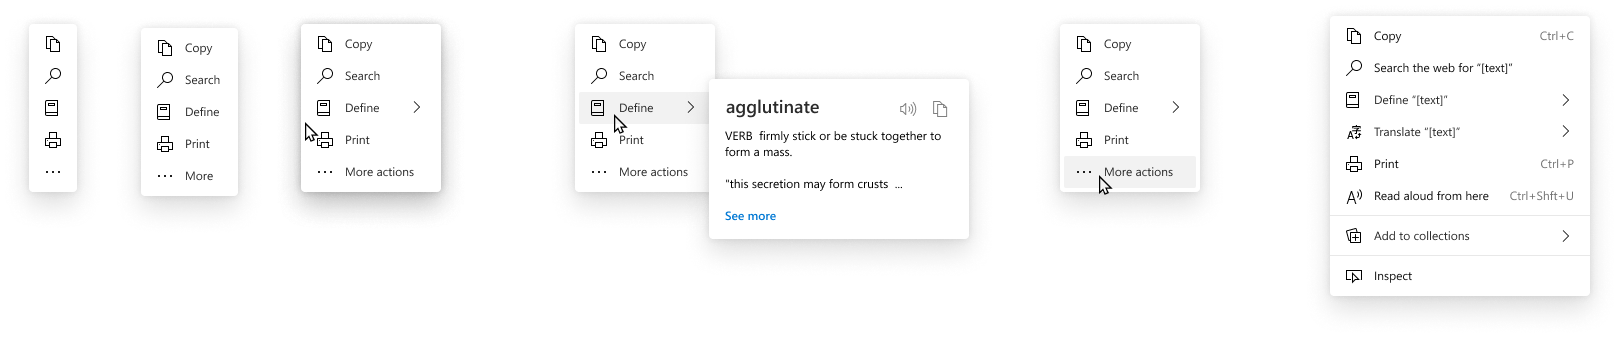 Copy
Search
Define
Print
More
Copy
Search
Define
Print
More actions
Copy
Search
Define
Print
More actions
agglutinate
VERB firmly stick or be stuck together to
form a mass.
"this secretion may form crusts ...
See more
Copy
Search
Define
Print
More actions
Copy Ctrl+C
Search the web for “[text]”
Define “[text]”
Translate “[text]”
Print Ctrl+P
Read aloud from here Ctrl+Shft+U
Add to collections
Inspect